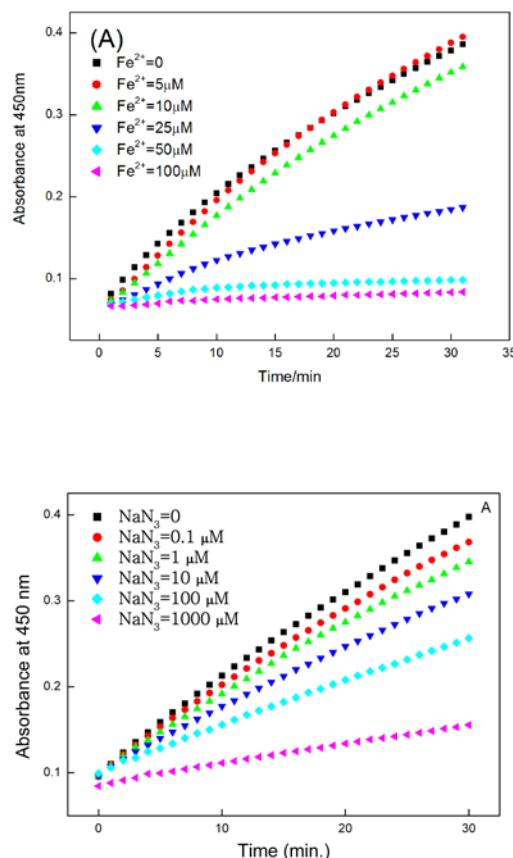 (A)
Fe²⁺=0
Fe²⁺=5μM
Fe²⁺=10μM
Fe²⁺=25μM
Fe²⁺=50μM
Fe²⁺=100μM
Absorbance at 450nm
0.4
0.3
0.2
0.1
0 5 10 15 20 25 30 35
Time/min
A
NaN₃=0
NaN₃=0.1 μM
NaN₃=1 μM
NaN₃=10 μM
NaN₃=100 μM
NaN₃=1000 μM
Absorbance at 450 nm
0.4
0.3
0.2
0.1
0 10 20 30
Time (min.)